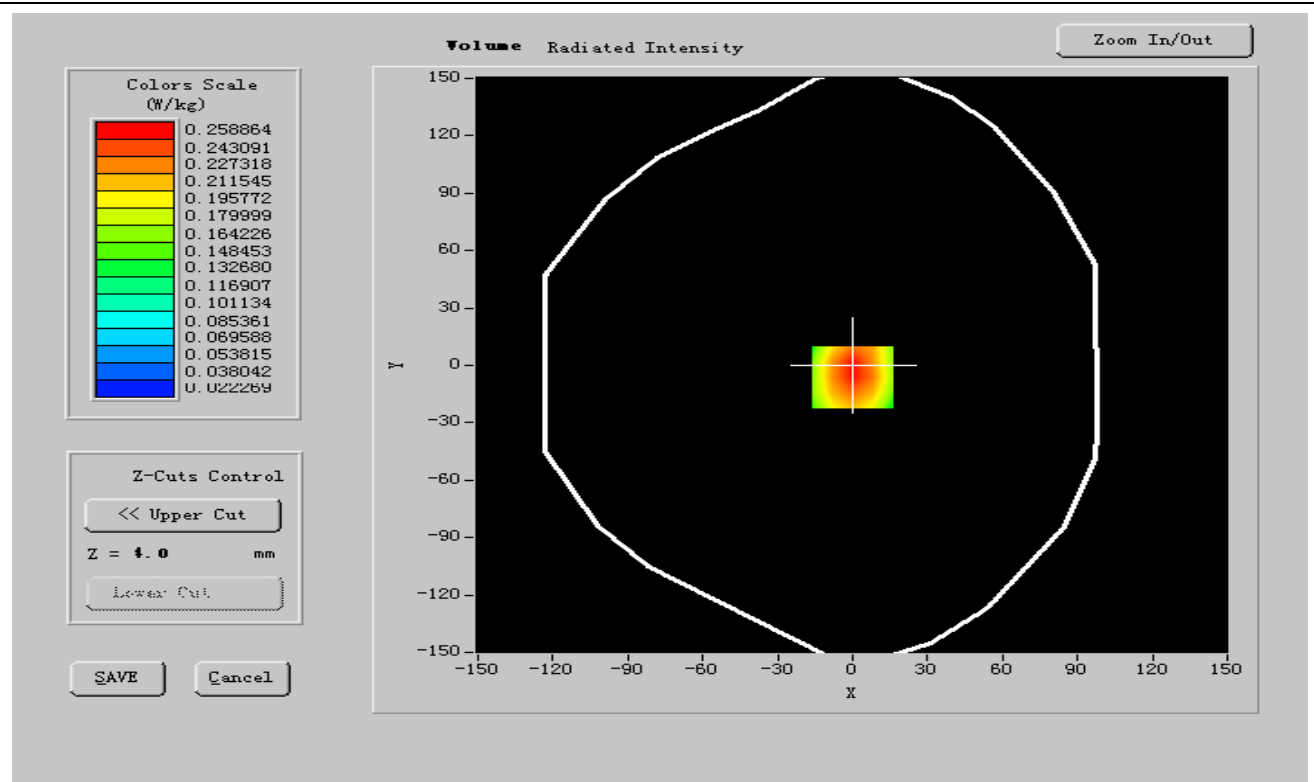 Volume Radiated Intensity
Zoom In/Out
Colors Scale
(W/kg)
0.258864
0.243091
0.227318
0.211545
0.195772
0.179999
0.164226
0.148453
0.132680
0.116907
0.101134
0.085361
0.069588
0.053815
0.038042
0.022269
Z-Cuts Control
<< Upper Cut
Z = 4.0 mm
Lower Cut
SAVE
Cancel
150
120
90
60
30
0
-30
-60
-90
-120
-150
Y
-150 -120 -90 -60 -30 0 30 60 90 120 150
X